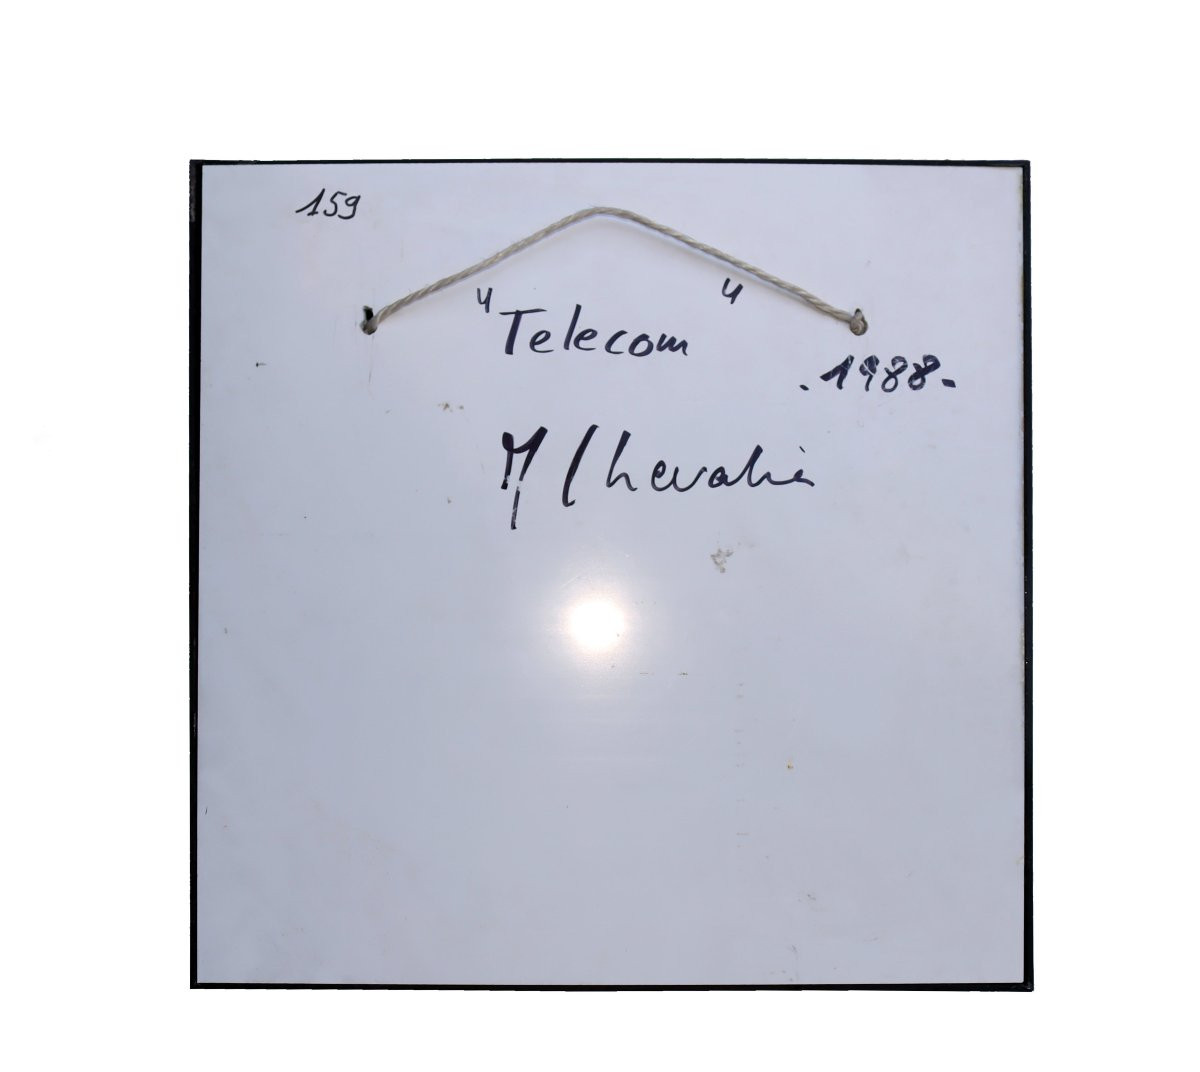 159
"Telecom"
.1988.
M Chevalier